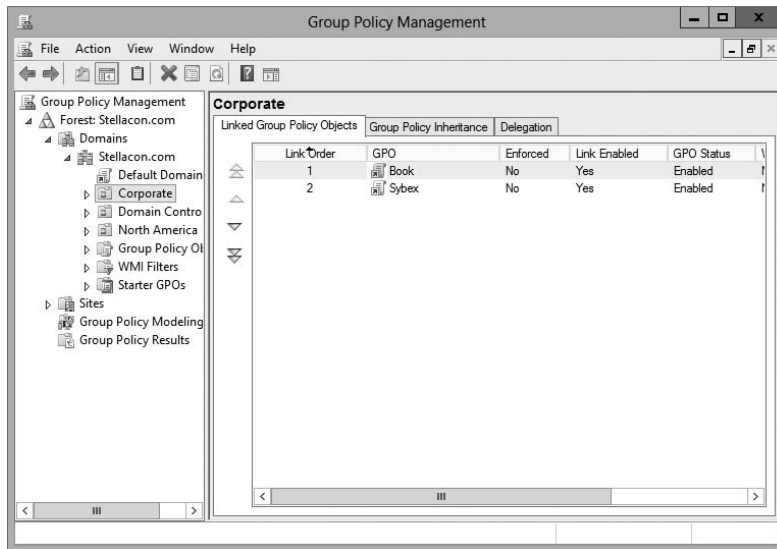 Group Policy Management
File Action View Window Help
Group Policy Management
Forest: Stellacon.com
Domains
Stellacon.com
Default Domain
Corporate
Domain Contro
North America
Group Policy Ob
WMI Filters
Starter GPOs
Sites
Group Policy Modeling
Group Policy Results
Corporate
Linked Group Policy Objects Group Policy Inheritance Delegation
Link Order GPO Enforced Link Enabled GPO Status
1 Book No Yes Enabled
2 Sybex No Yes Enabled